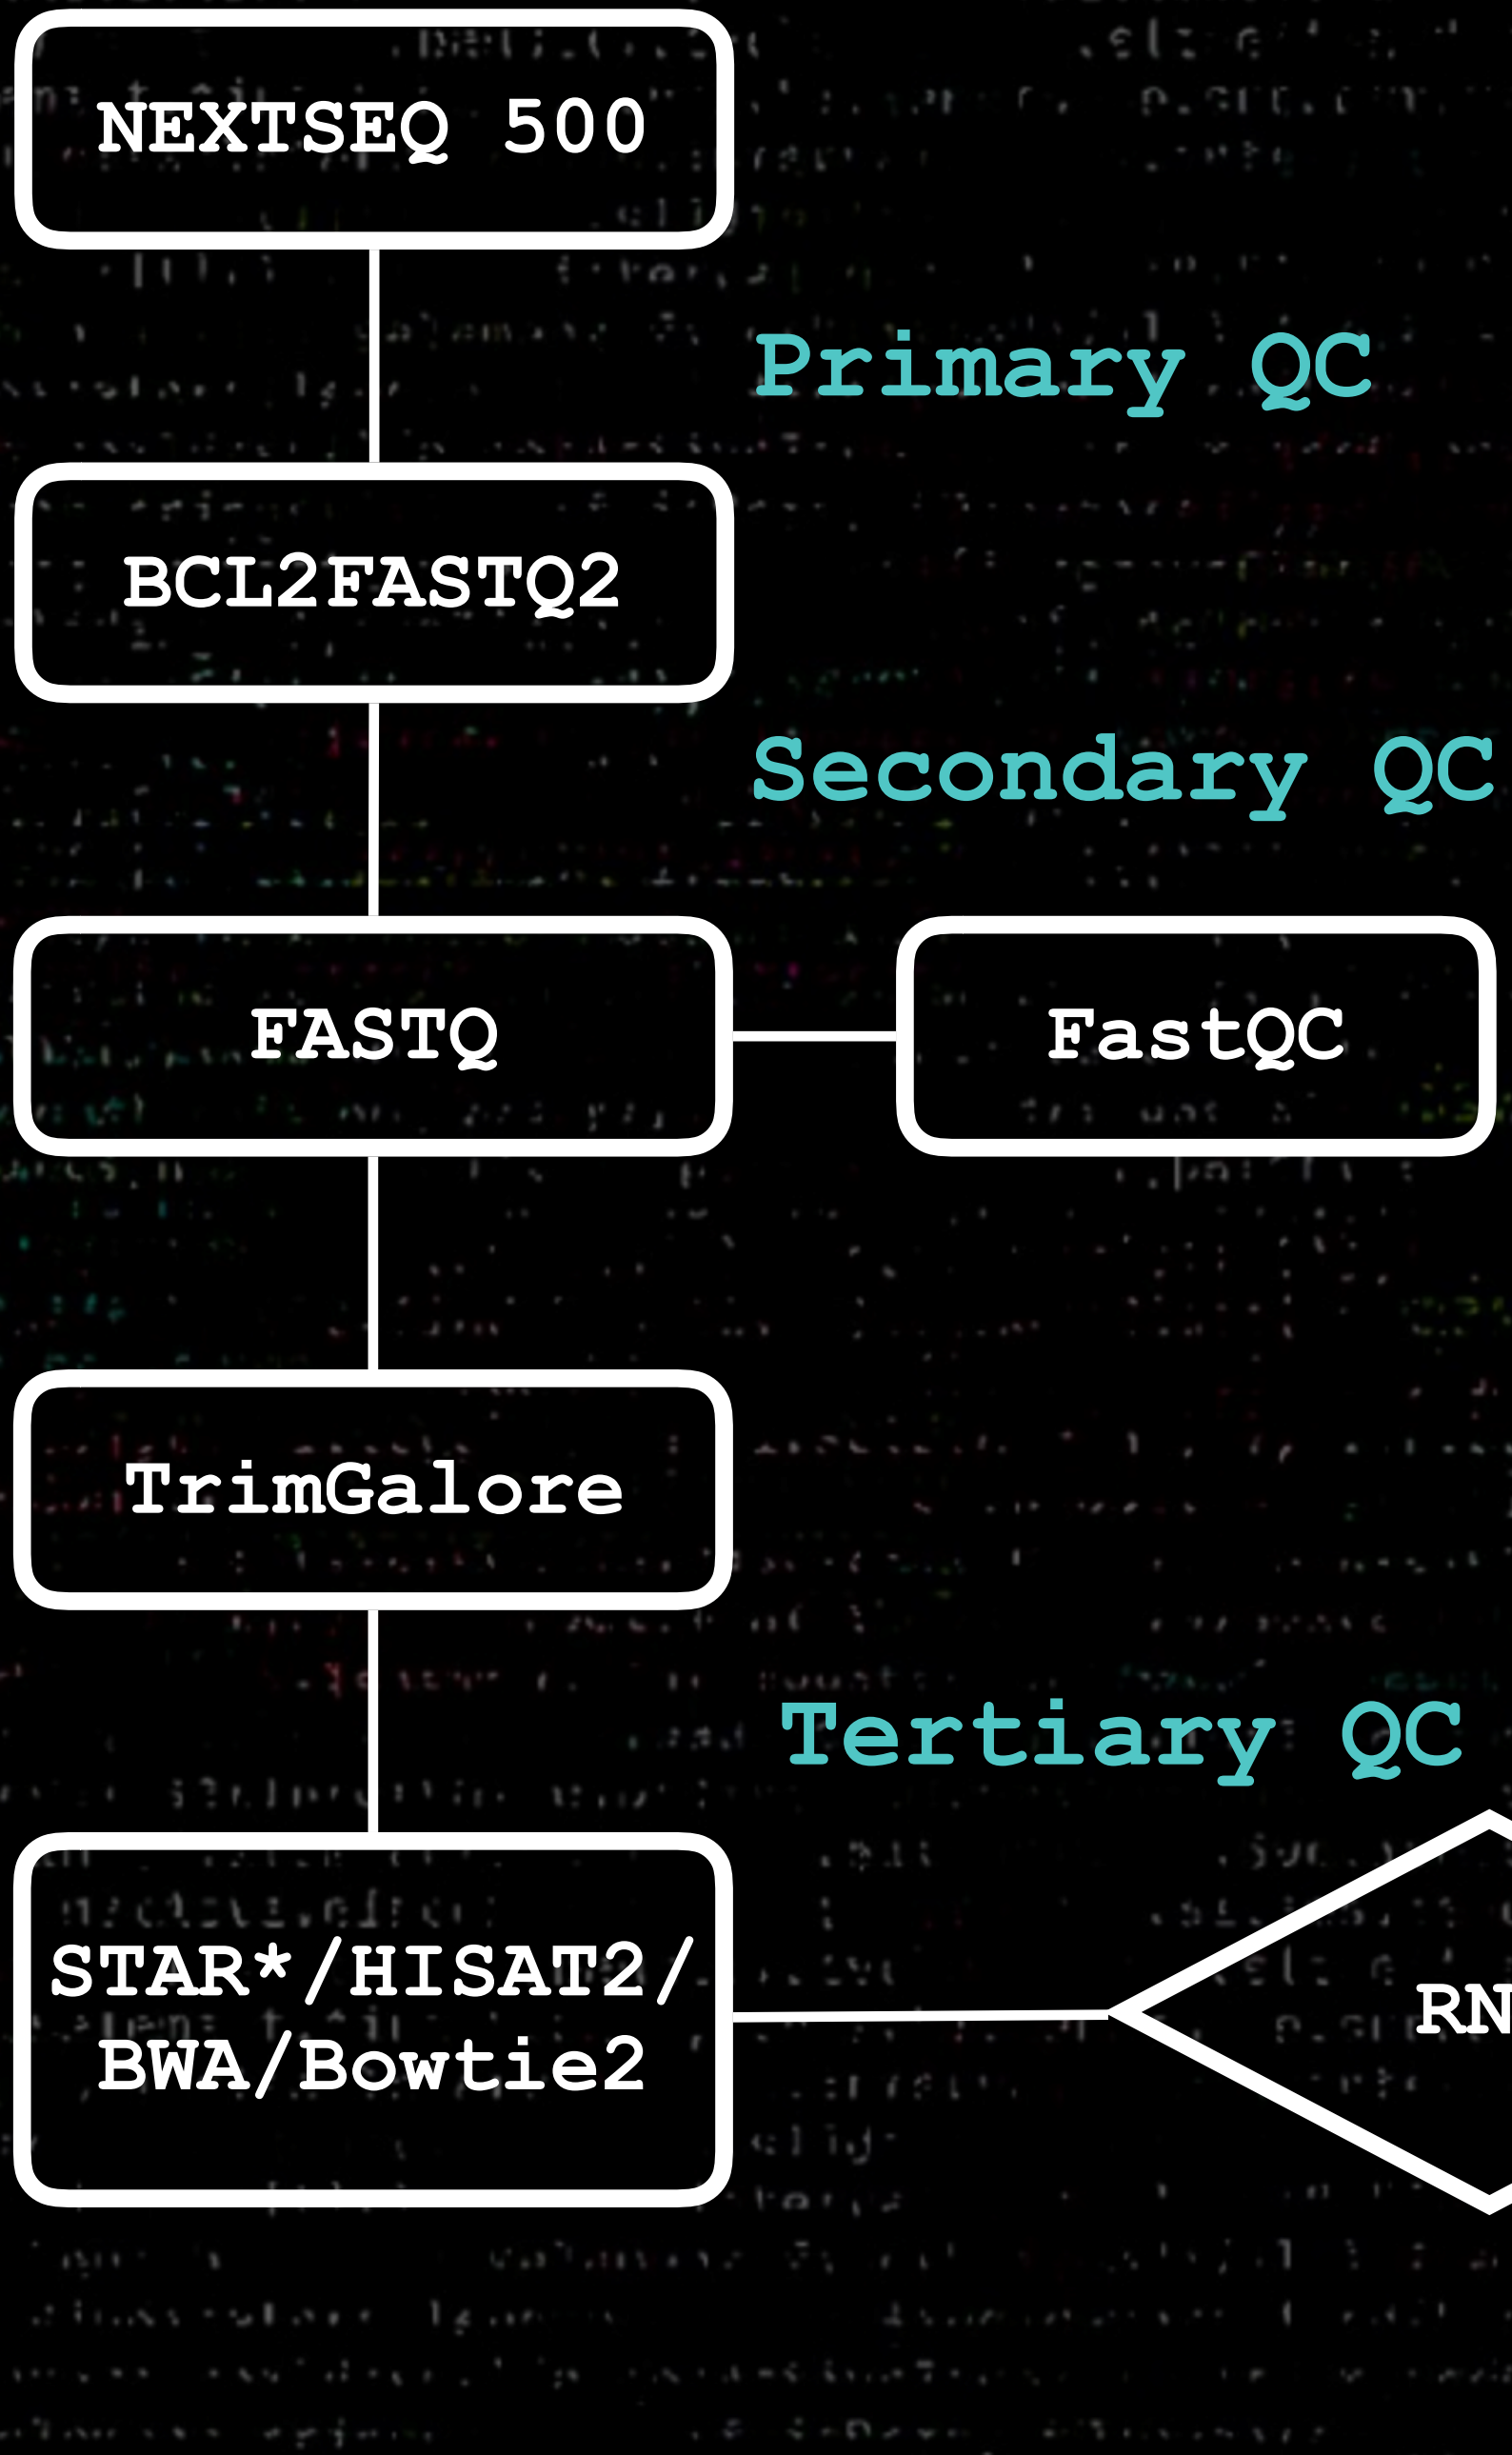 NEXTSEQ 500
Primary QC
BCL2FASTQ2
Secondary QC
FASTQ
FastQC
TrimGalore
Tertiary QC
STAR*/HISAT2/
BWA/Bowtie2
RN